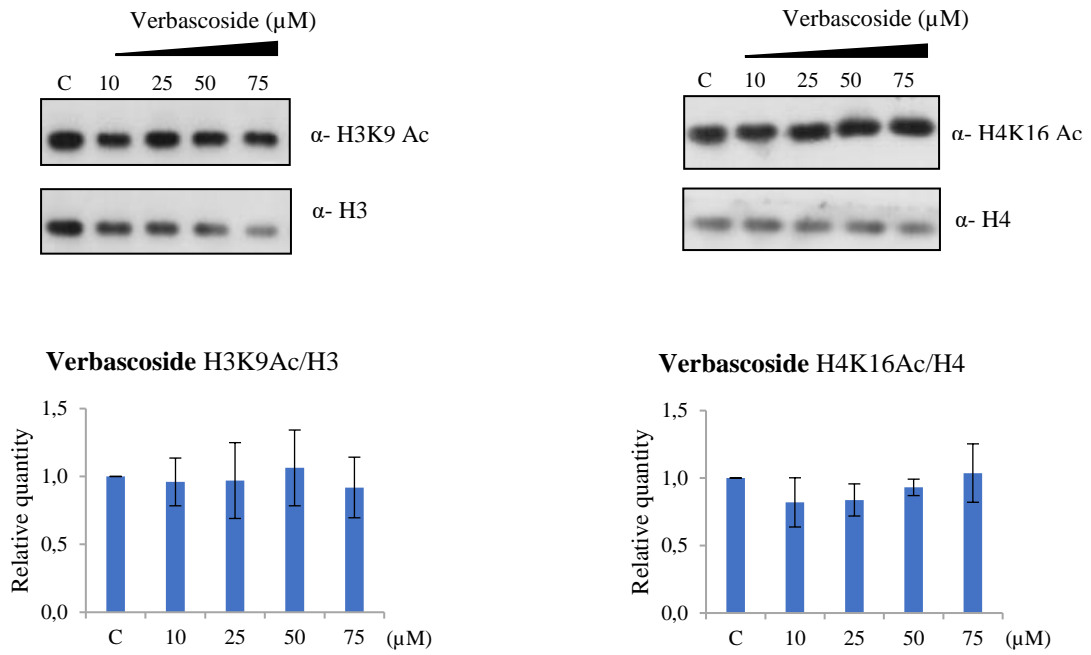 Verbascoside (µM)
C 10 25 50 75
α- H3K9 Ac
α- H3
Verbascoside (µM)
C 10 25 50 75
α- H4K16 Ac
α- H4
Verbascoside H3K9Ac/H3
Relative quantity
1,5
1,0
0,5
0,0
C 10 25 50 75 (µM)
Verbascoside H4K16Ac/H4
Relative quantity
1,5
1,0
0,5
0,0
C 10 25 50 75 (µM)